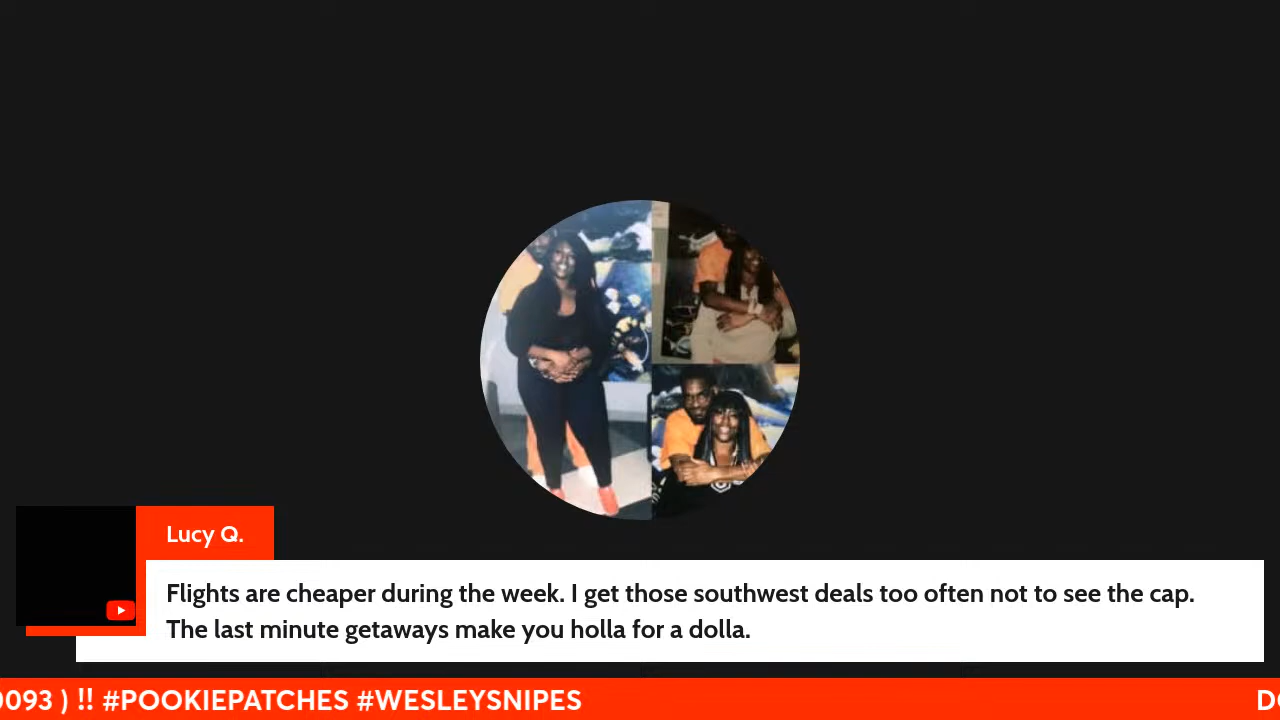 Lucy Q.
Flights are cheaper during the week. I get those southwest deals too often not to see the cap.
The last minute getaways make you holla for a dolla.
0093 ) !! #POOKIEPATCHES #WESLEYSNIPES